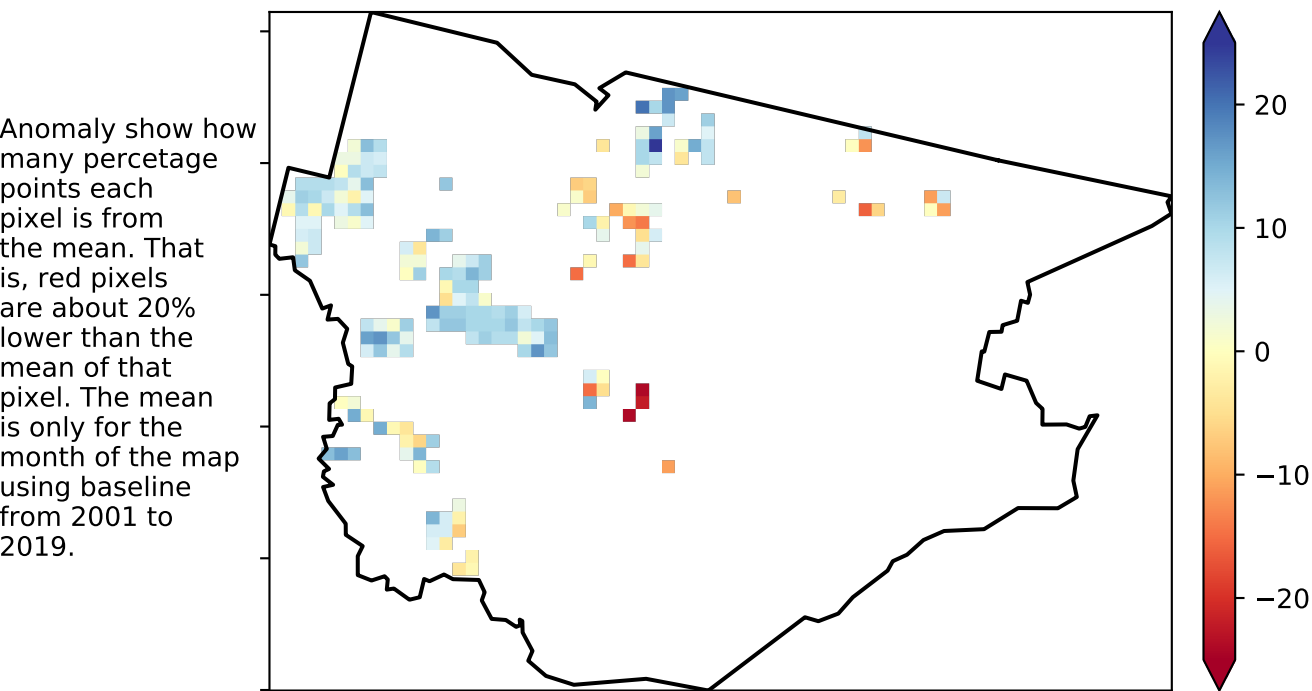 Anomaly show how
many percetage
points each
pixel is from
the mean. That
is, red pixels
are about 20%
lower than the
mean of that
pixel. The mean
is only for the
month of the map
using baseline
from 2001 to
2019.
20
10
0
−10
−20